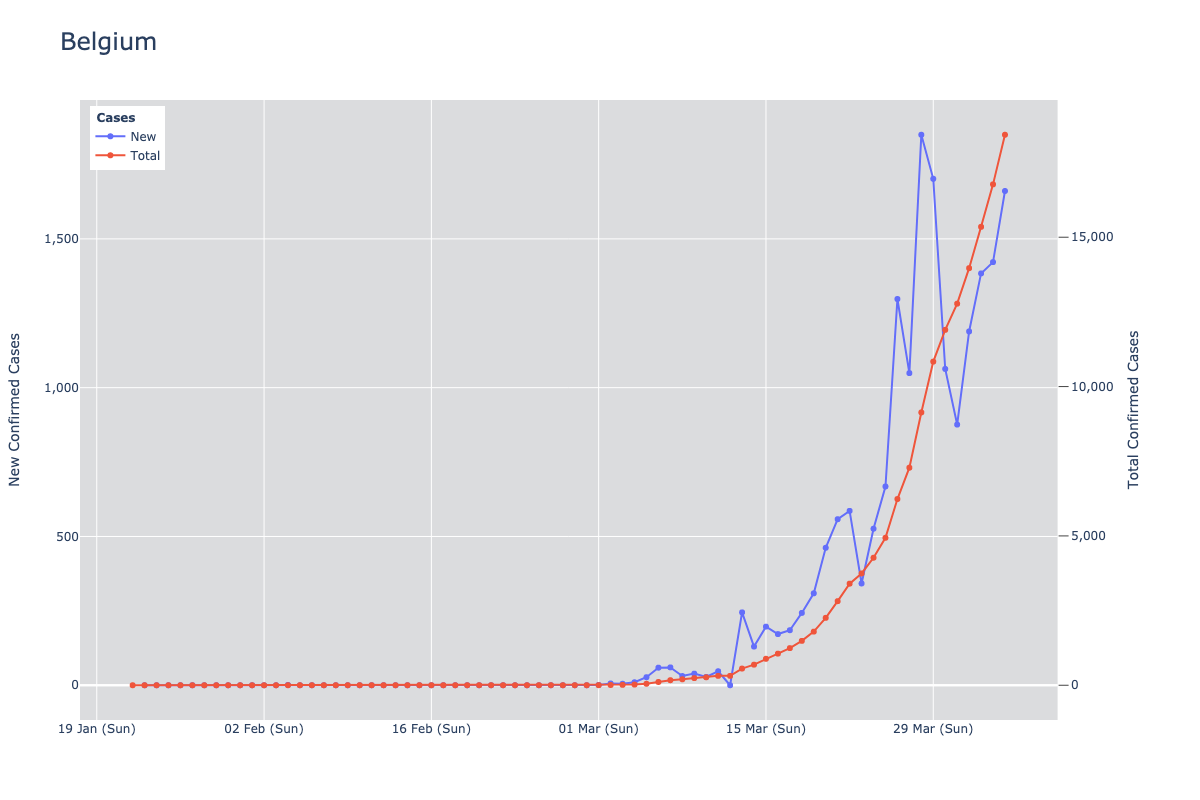 Belgium
Cases
New
Total
1,500
1,000
500
0
15,000
10,000
5,000
0
New Confirmed Cases
Total Confirmed Cases
19 Jan (Sun)
02 Feb (Sun)
16 Feb (Sun)
01 Mar (Sun)
15 Mar (Sun)
29 Mar (Sun)